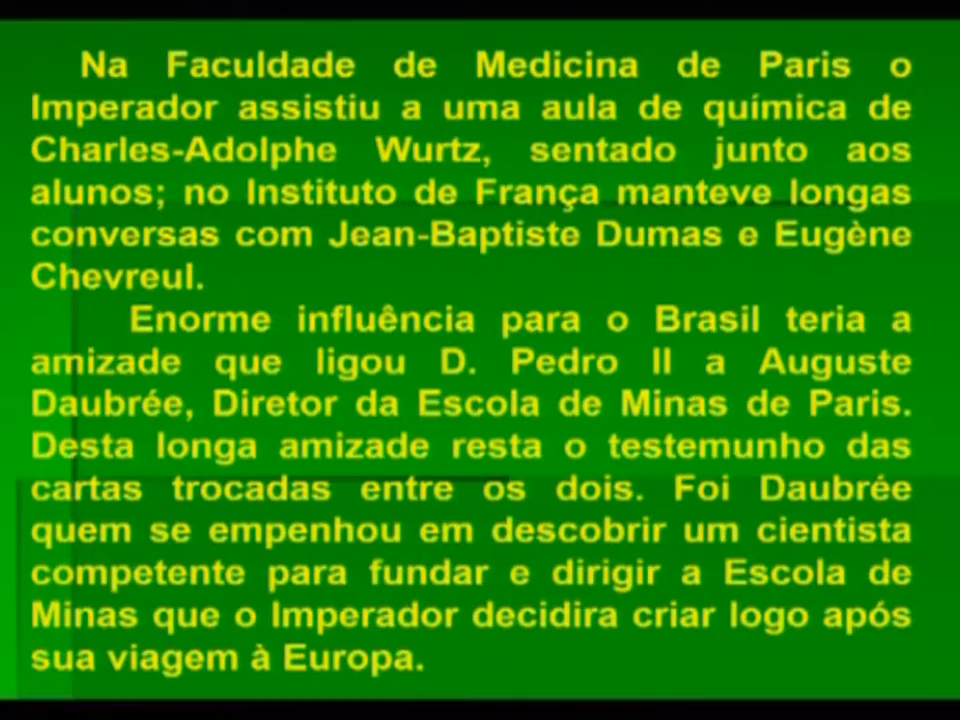 Na Faculdade de Medicina de Paris o
Imperador assistiu a uma aula de química de
Charles-Adolphe Wurtz, sentado junto aos
alunos; no Instituto de França manteve longas
conversas com Jean-Baptiste Dumas e Eugène
Chevreul.
Enorme influência para o Brasil teria a
amizade que ligou D. Pedro II a Auguste
Daubrée, Diretor da Escola de Minas de Paris.
Desta longa amizade resta o testemunho das
cartas trocadas entre os dois. Foi Daubrée
quem se empenhou em descobrir um cientista
competente para fundar e dirigir a Escola de
Minas que o Imperador decidira criar logo após
sua viagem à Europa.